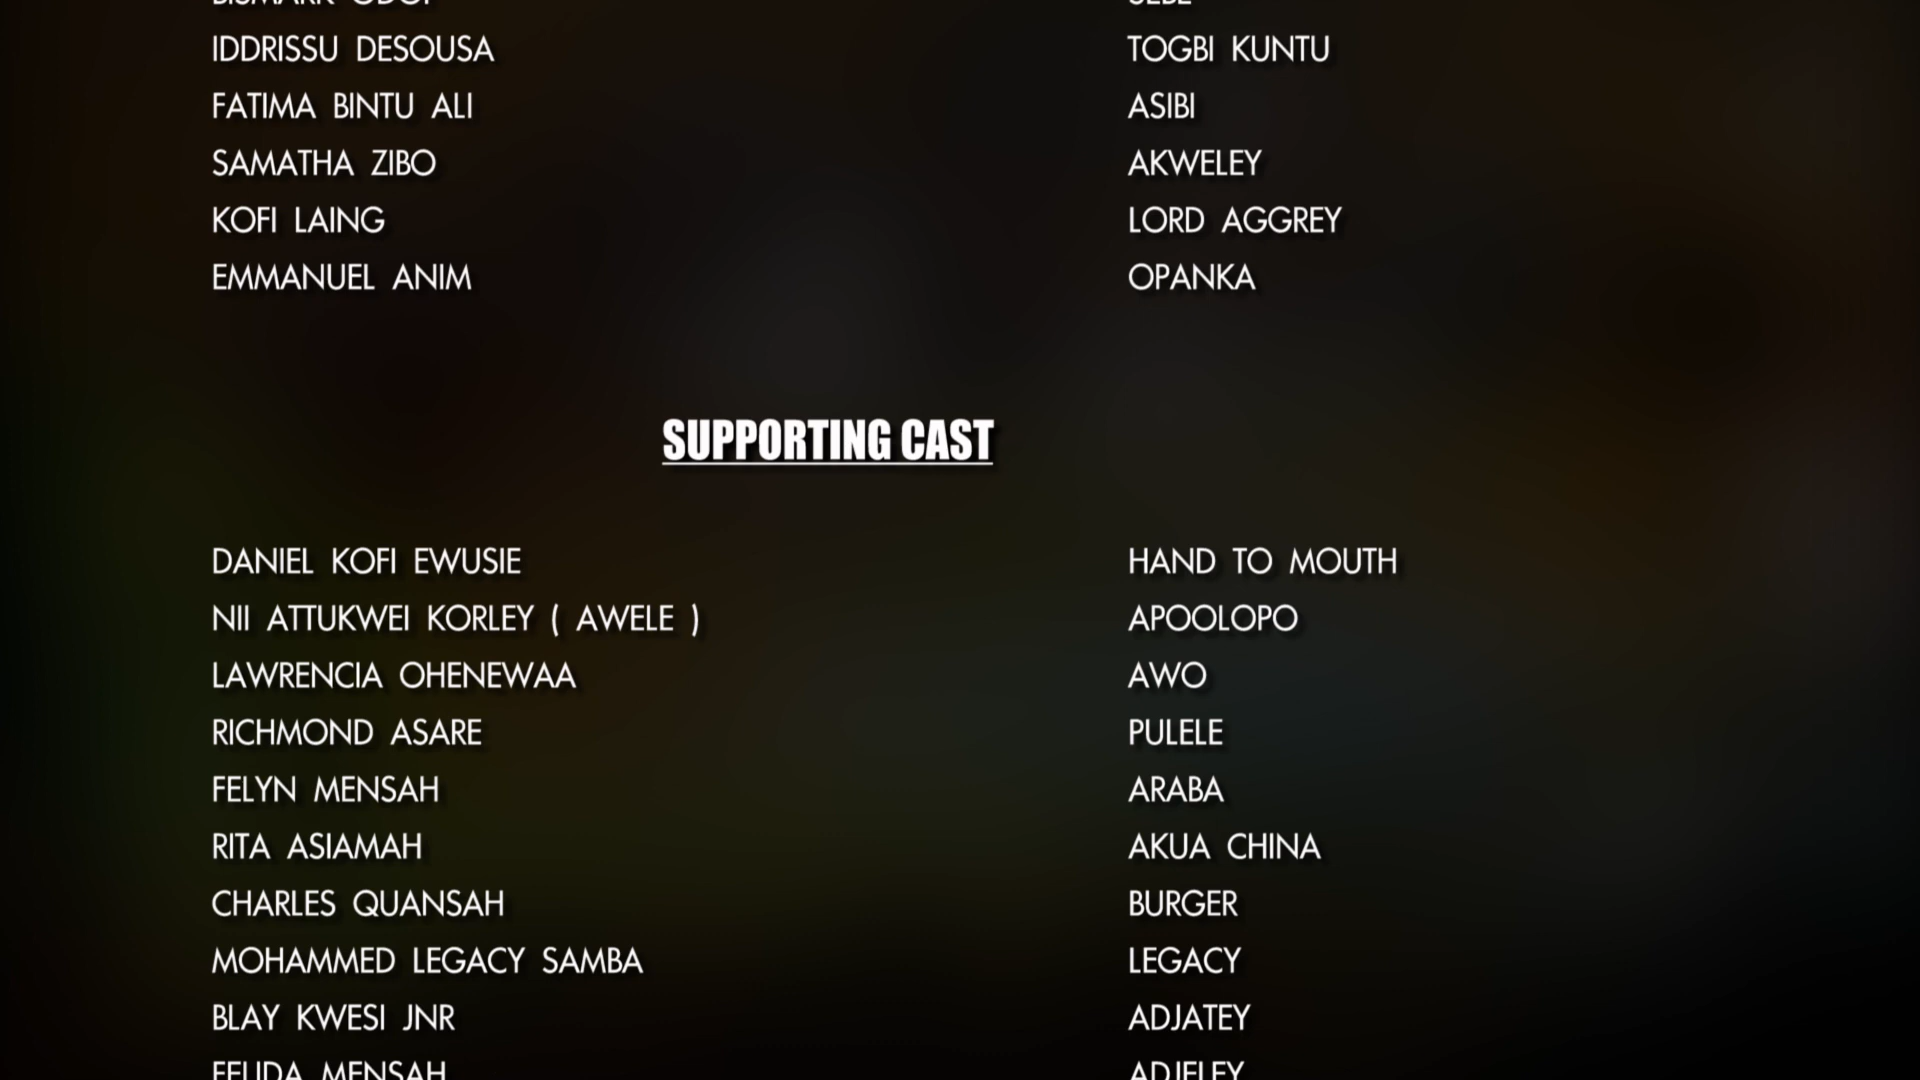 IDDRISSU DESOUSA TOGBI KUNTU
FATIMA BINTU ALI ASIBI
SAMATHA ZIBO AKWELEY
KOFI LAING LORD AGGREY
EMMANUEL ANIM OPANKA
SUPPORTING CAST
DANIEL KOFI EWUSIE HAND TO MOUTH
NII ATTUKWEI KORLEY ( AWELE ) APOOLOPO
LAWRENCIA OHENEWAA AWO
RICHMOND ASARE PULELE
FELYN MENSAH ARABA
RITA ASIAMAH AKUA CHINA
CHARLES QUANSAH BURGER
MOHAMMED LEGACY SAMBA LEGACY
BLAY KWESI JNR ADJATEY
MENSAH ADJELEY